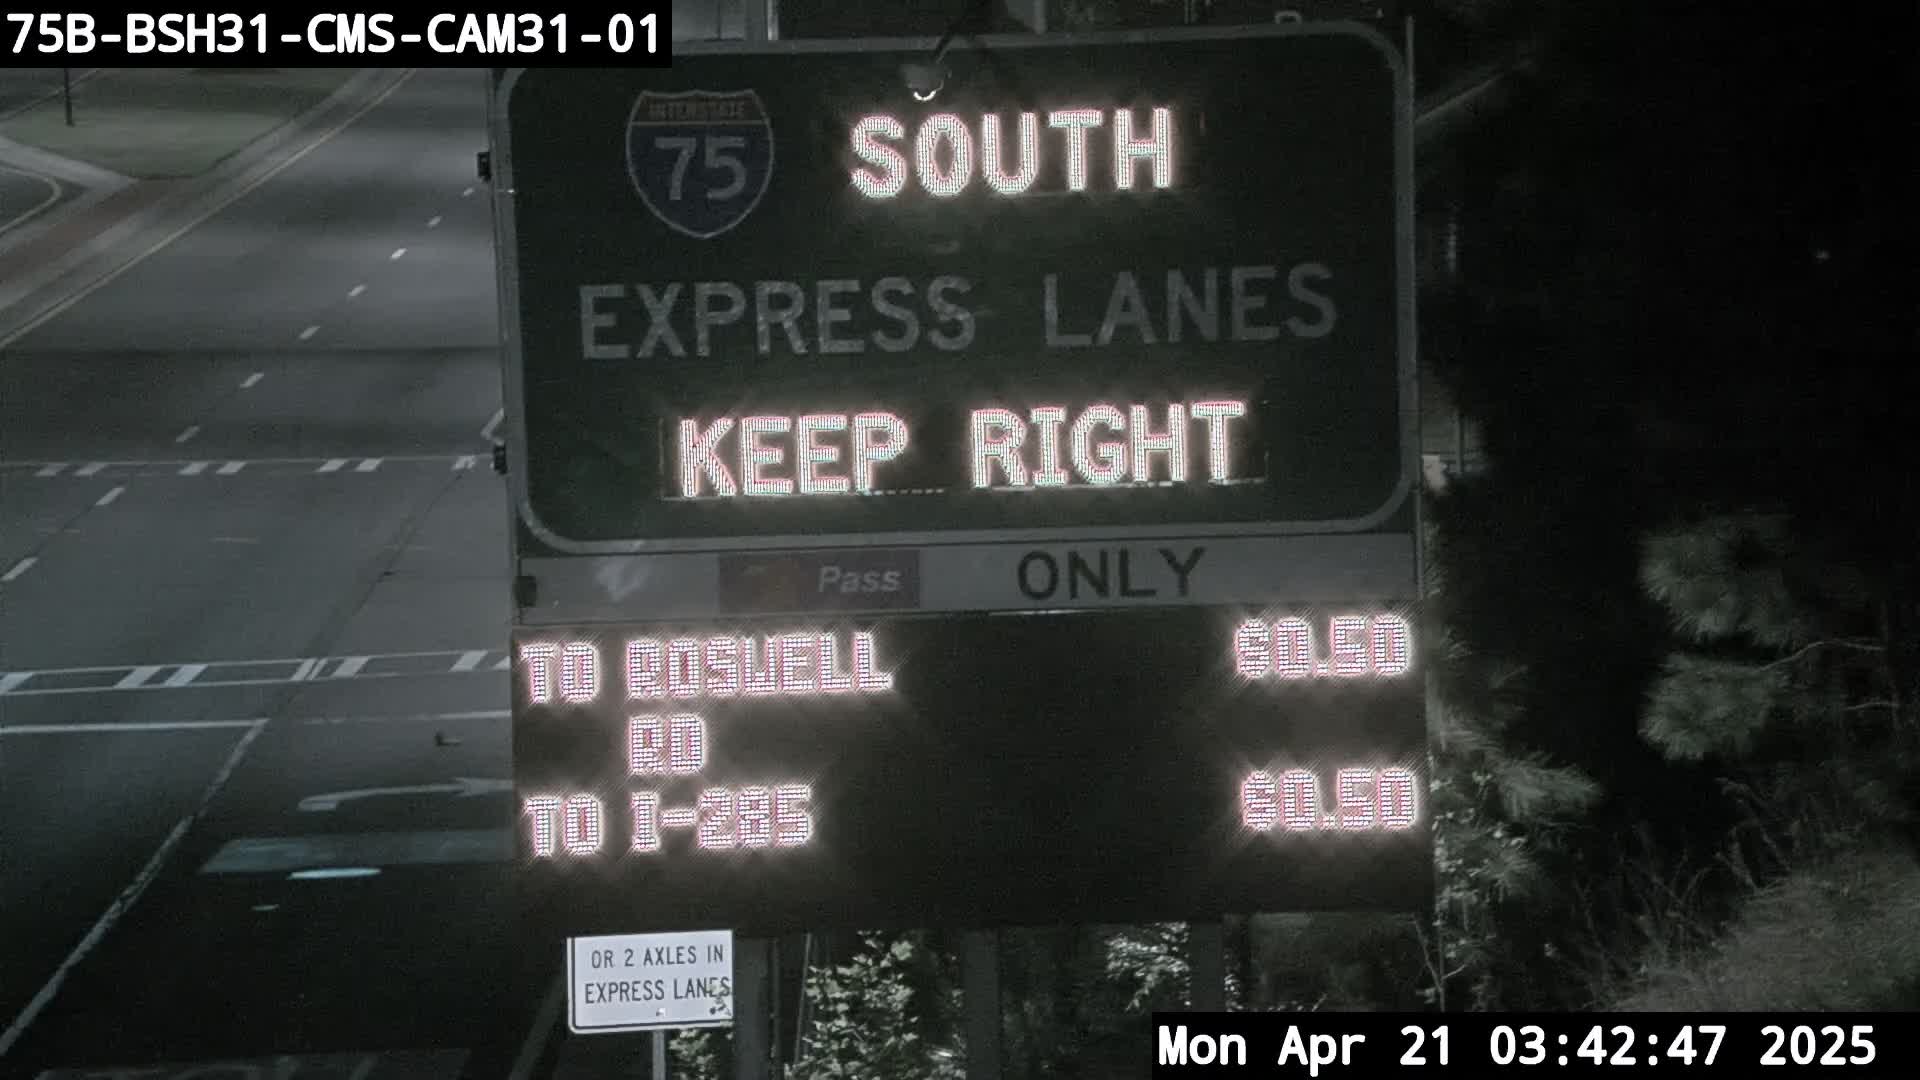 75B-BSH31-CMS-CAM31-01
INTERSTATE
75
SOUTH
EXPRESS LANES
KEEP RIGHT
Pass ONLY
TO ROSWELL $0.50
RD
TO I-285 $0.50
OR 2 AXLES IN
EXPRESS LANES
Mon Apr 21 03:42:47 2025